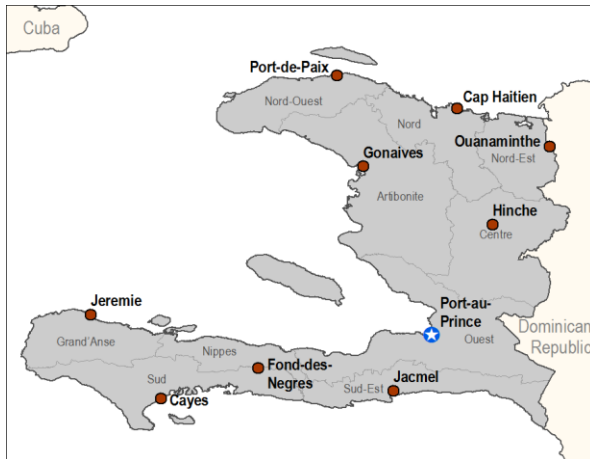 Cuba
Port-de-Paix
Nord-Ouest
Cap Haitien
Nord
Ouanaminthe
Nord-Est
Gonaives
Artibonite
Hinche
Centre
Jeremie
Port-au-
Prince
Dominican
Republic
Ouest
Grand'Anse
Nippes
Fond-des-
Negres
Sud
Cayes
Jacmel
Sud-Est